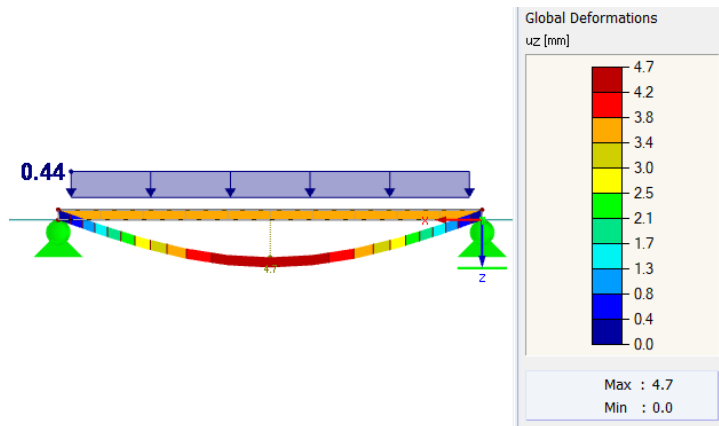 Global Deformations
uz [mm]
0.44
X
Z
4.7
4.7
4.2
3.8
3.4
3.0
2.5
2.1
1.7
1.3
0.8
0.4
0.0
Max : 4.7
Min : 0.0